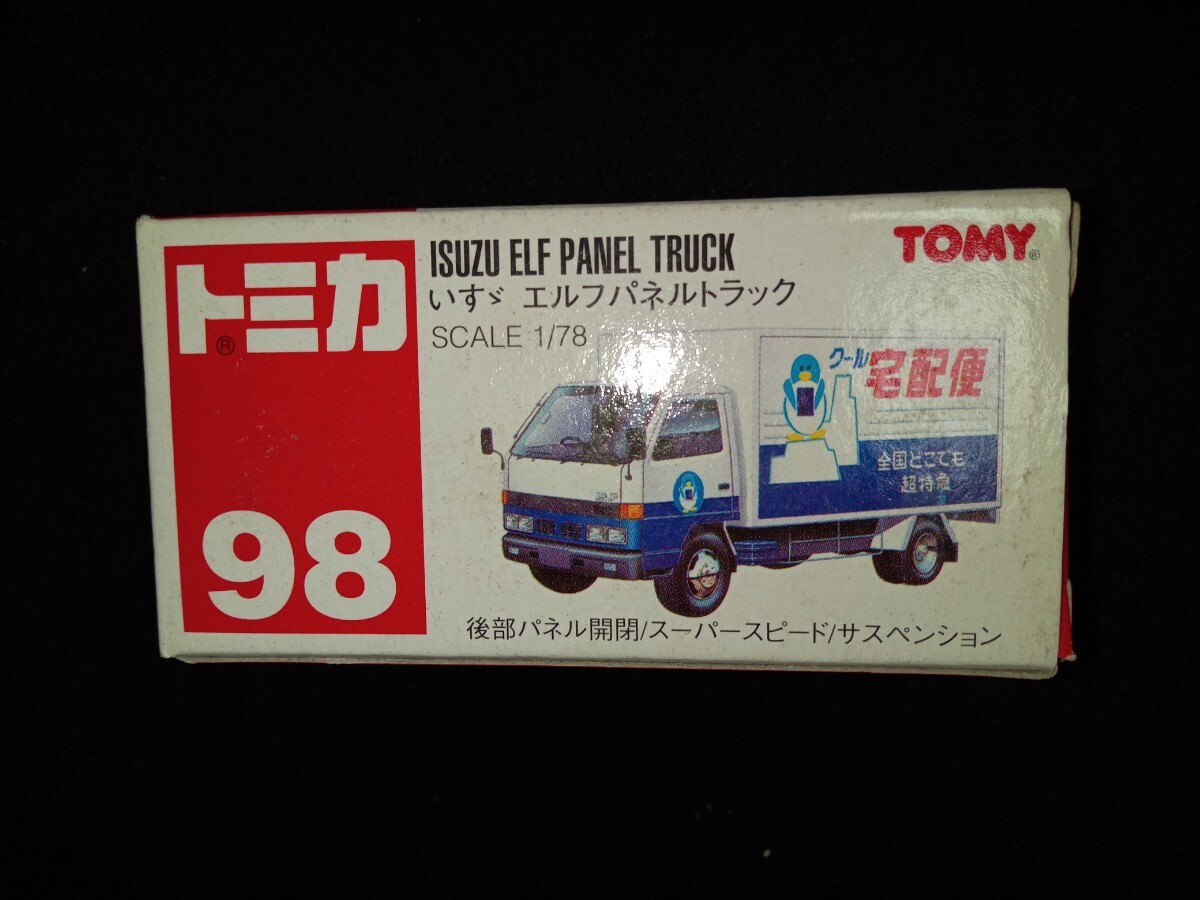 トミカ®
98
ISUZU ELF PANEL TRUCK
いすゞ エルフパネルトラック
SCALE 1/78
TOMY®
クール 宅配便
全国どこでも
超特急
ELF
後部パネル開閉/スーパースピード/サスペンション